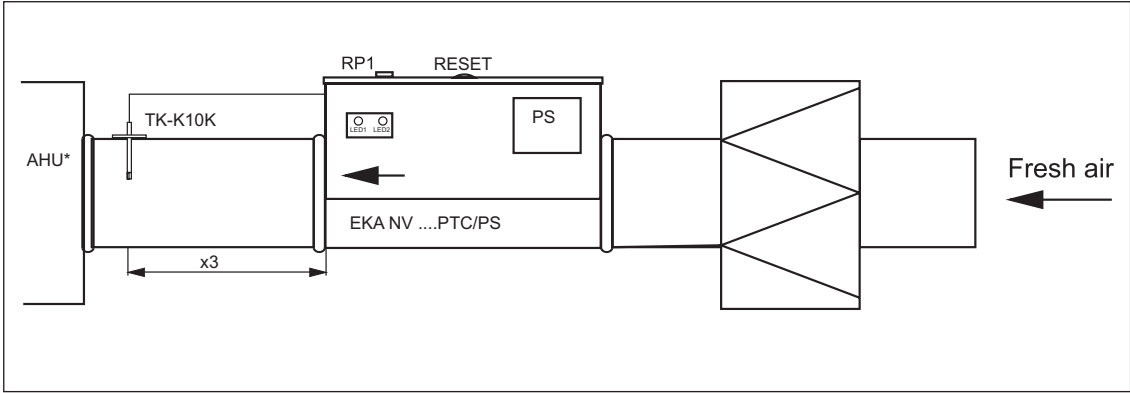 RP1
RESET
TK-K10K
LED1 LED2
PS
AHU*
Fresh air
EKA NV ....PTC/PS
x3